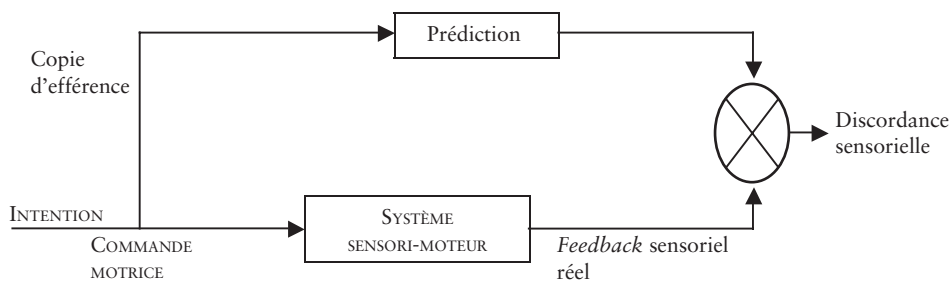 Prédiction
Copie
d'efférence
Discordance
sensorielle
INTENTION
COMMANDE
MOTRICE
SYSTÈME
SENSORI-MOTEUR
Feedback sensoriel
réel